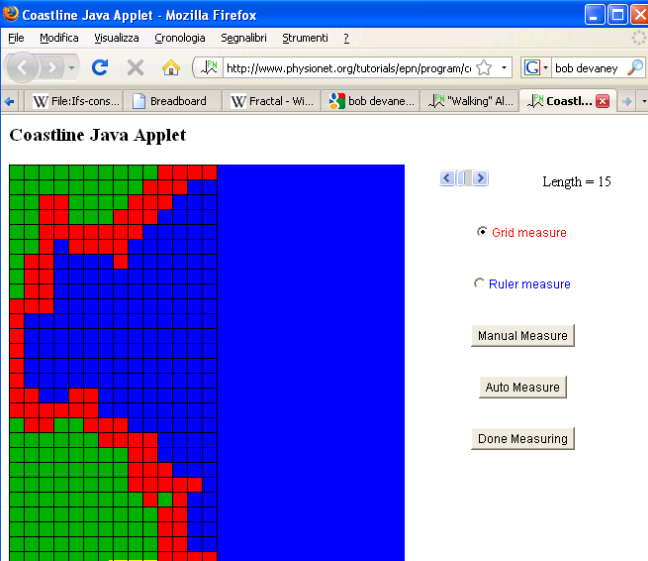 Coastline Java Applet - Mozilla Firefox
File Modifica Visualizza Cronologia Segnalibri Strumenti ?
http://www.physionet.org/tutorials/epn/program/c bob devaney
File:Ifs-cons... Breadboard Fractal - Wi... bob devane... "Walking" Al... Coastl...
Coastline Java Applet
Length = 15
Grid measure
Ruler measure
Manual Measure
Auto Measure
Done Measuring